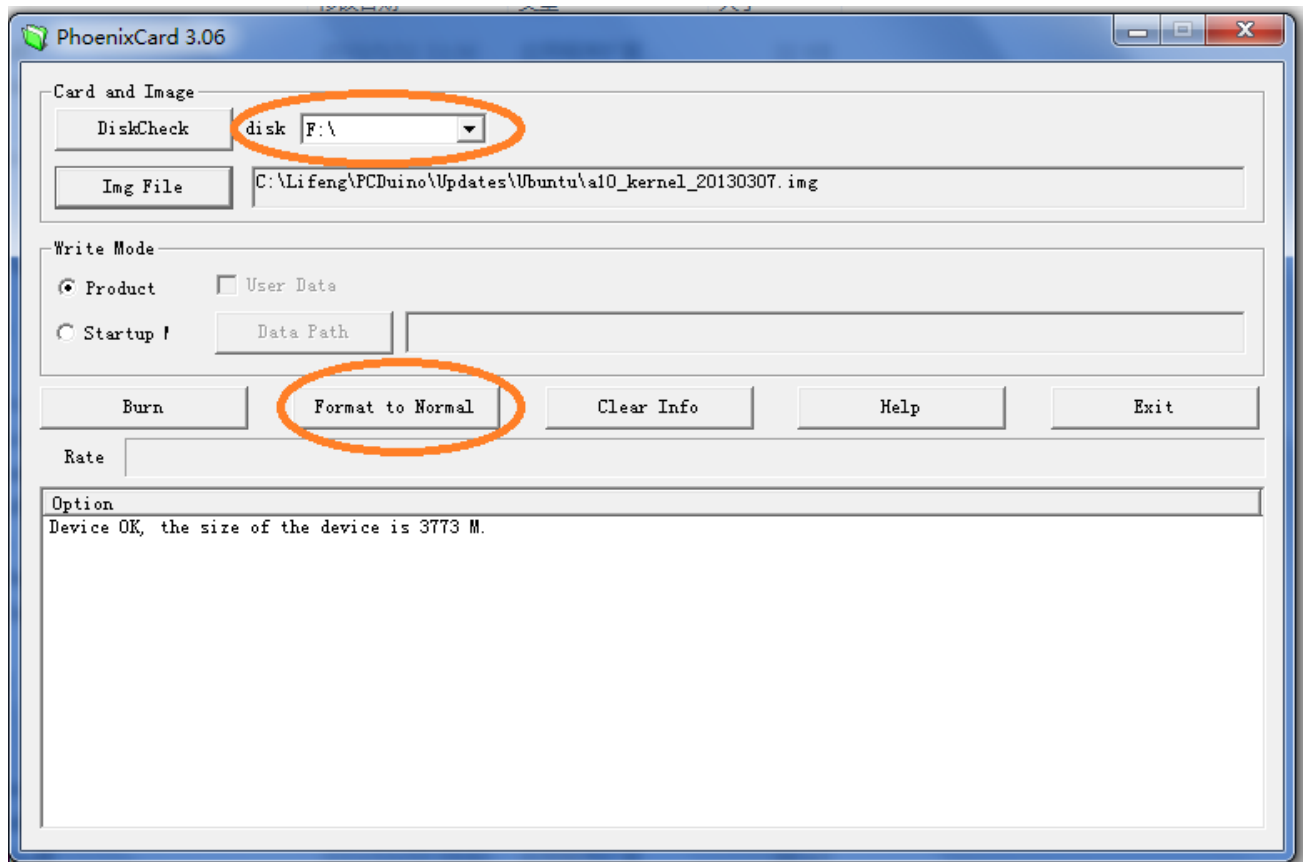 PhoenixCard 3.06
Card and Image
DiskCheck disk F:\
Img File C:\Lifeng\PCDuino\Updates\Ubuntu\a10_kernel_20130307.img
Write Mode
Product User Data
Startup Data Path
Burn Format to Normal Clear Info Help Exit
Rate
Option
Device OK, the size of the device is 3773 M.